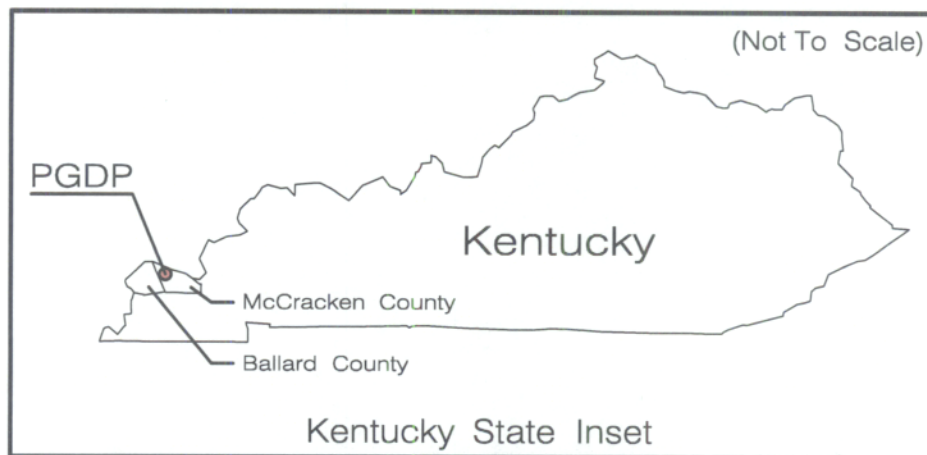 (Not To Scale)
PGDP
Kentucky
McCracken County
Ballard County
Kentucky State Inset